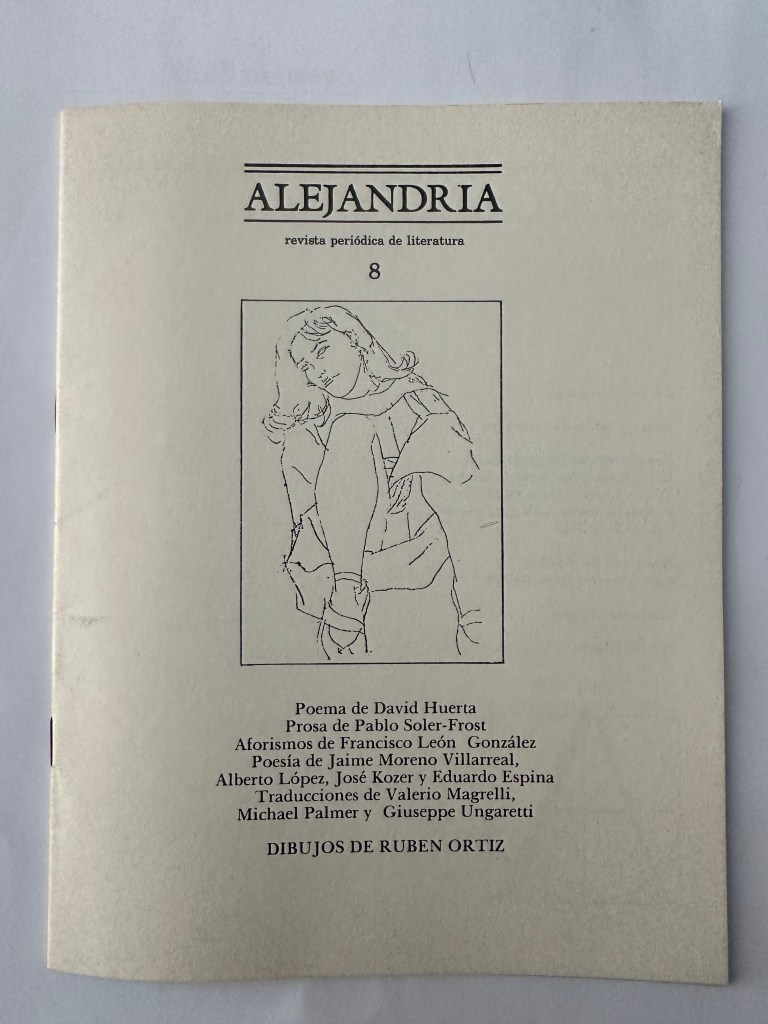 ALEJANDRIA
revista periódica de literatura
8
Poema de David Huerta
Prosa de Pablo Soler-Frost
Aforismos de Francisco León González
Poesía de Jaime Moreno Villarreal,
Alberto López, José Kozer y Eduardo Espina
Traducciones de Valerio Magrelli,
Michael Palmer y Giuseppe Ungaretti
DIBUJOS DE RUBEN ORTIZ